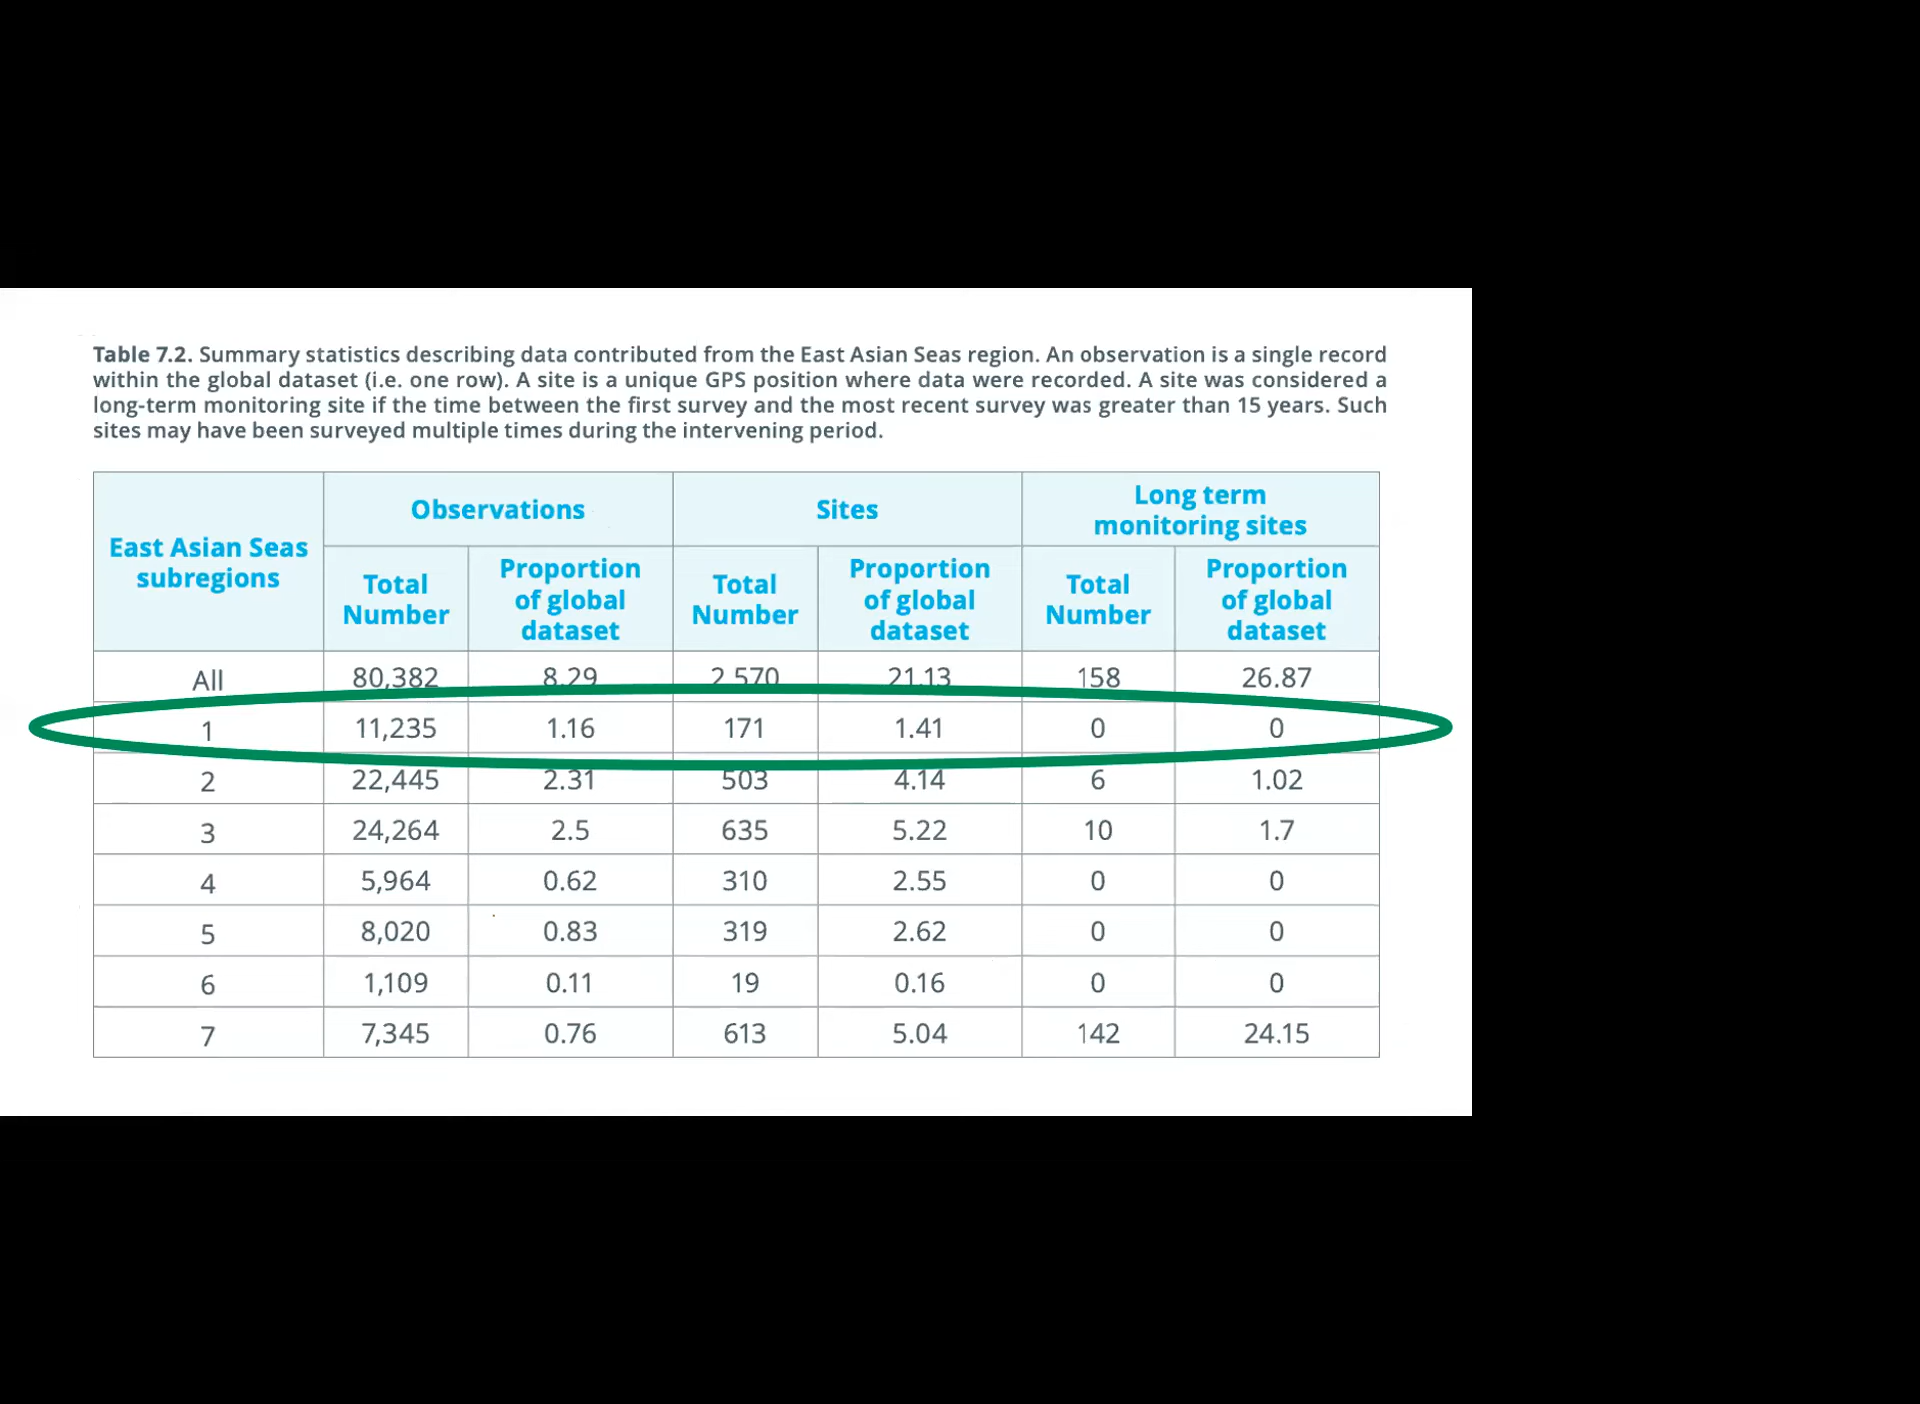 Table 7.2. Summary statistics describing data contributed from the East Asian Seas region. An observation is a single record
within the global dataset (i.e. one row). A site is a unique GPS position where data were recorded. A site was considered a
long-term monitoring site if the time between the first survey and the most recent survey was greater than 15 years. Such
sites may have been surveyed multiple times during the intervening period.
East Asian Seas
subregions
Observations
Sites
Long term
monitoring sites
Total
Number
Proportion
of global
dataset
Total
Number
Proportion
of global
dataset
Total
Number
Proportion
of global
dataset
All 80,382 8.29 2 570 21.13 158 26.87
1 11,235 1.16 171 1.41 0 0
2 22,445 2.31 503 4.14 6 1.02
3 24,264 2.5 635 5.22 10 1.7
4 5,964 0.62 310 2.55 0 0
5 8,020 0.83 319 2.62 0 0
6 1,109 0.11 19 0.16 0 0
7 7,345 0.76 613 5.04 142 24.15